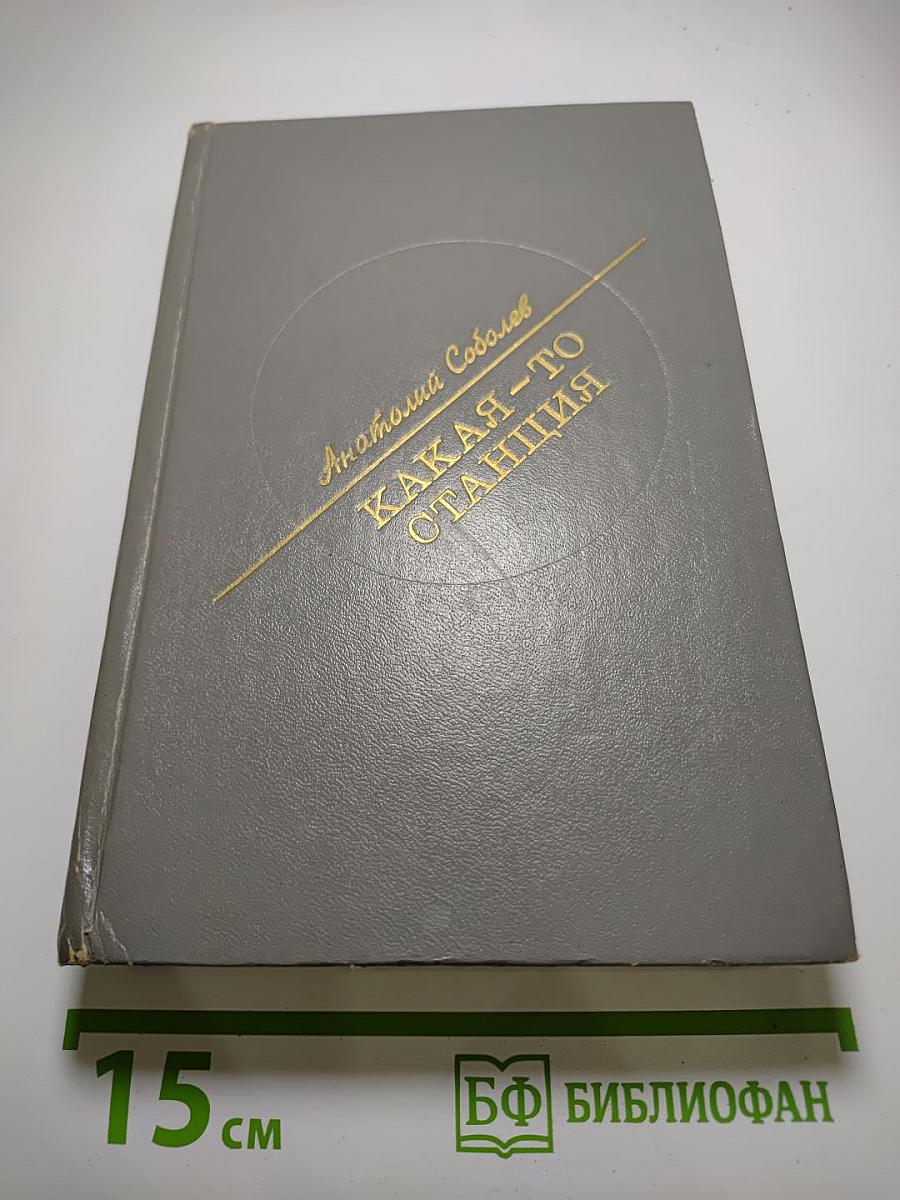 Анатолий Соболев
КАКАЯ-ТО
СТАНЦИЯ
15 см
БФ БИБЛИОФАН